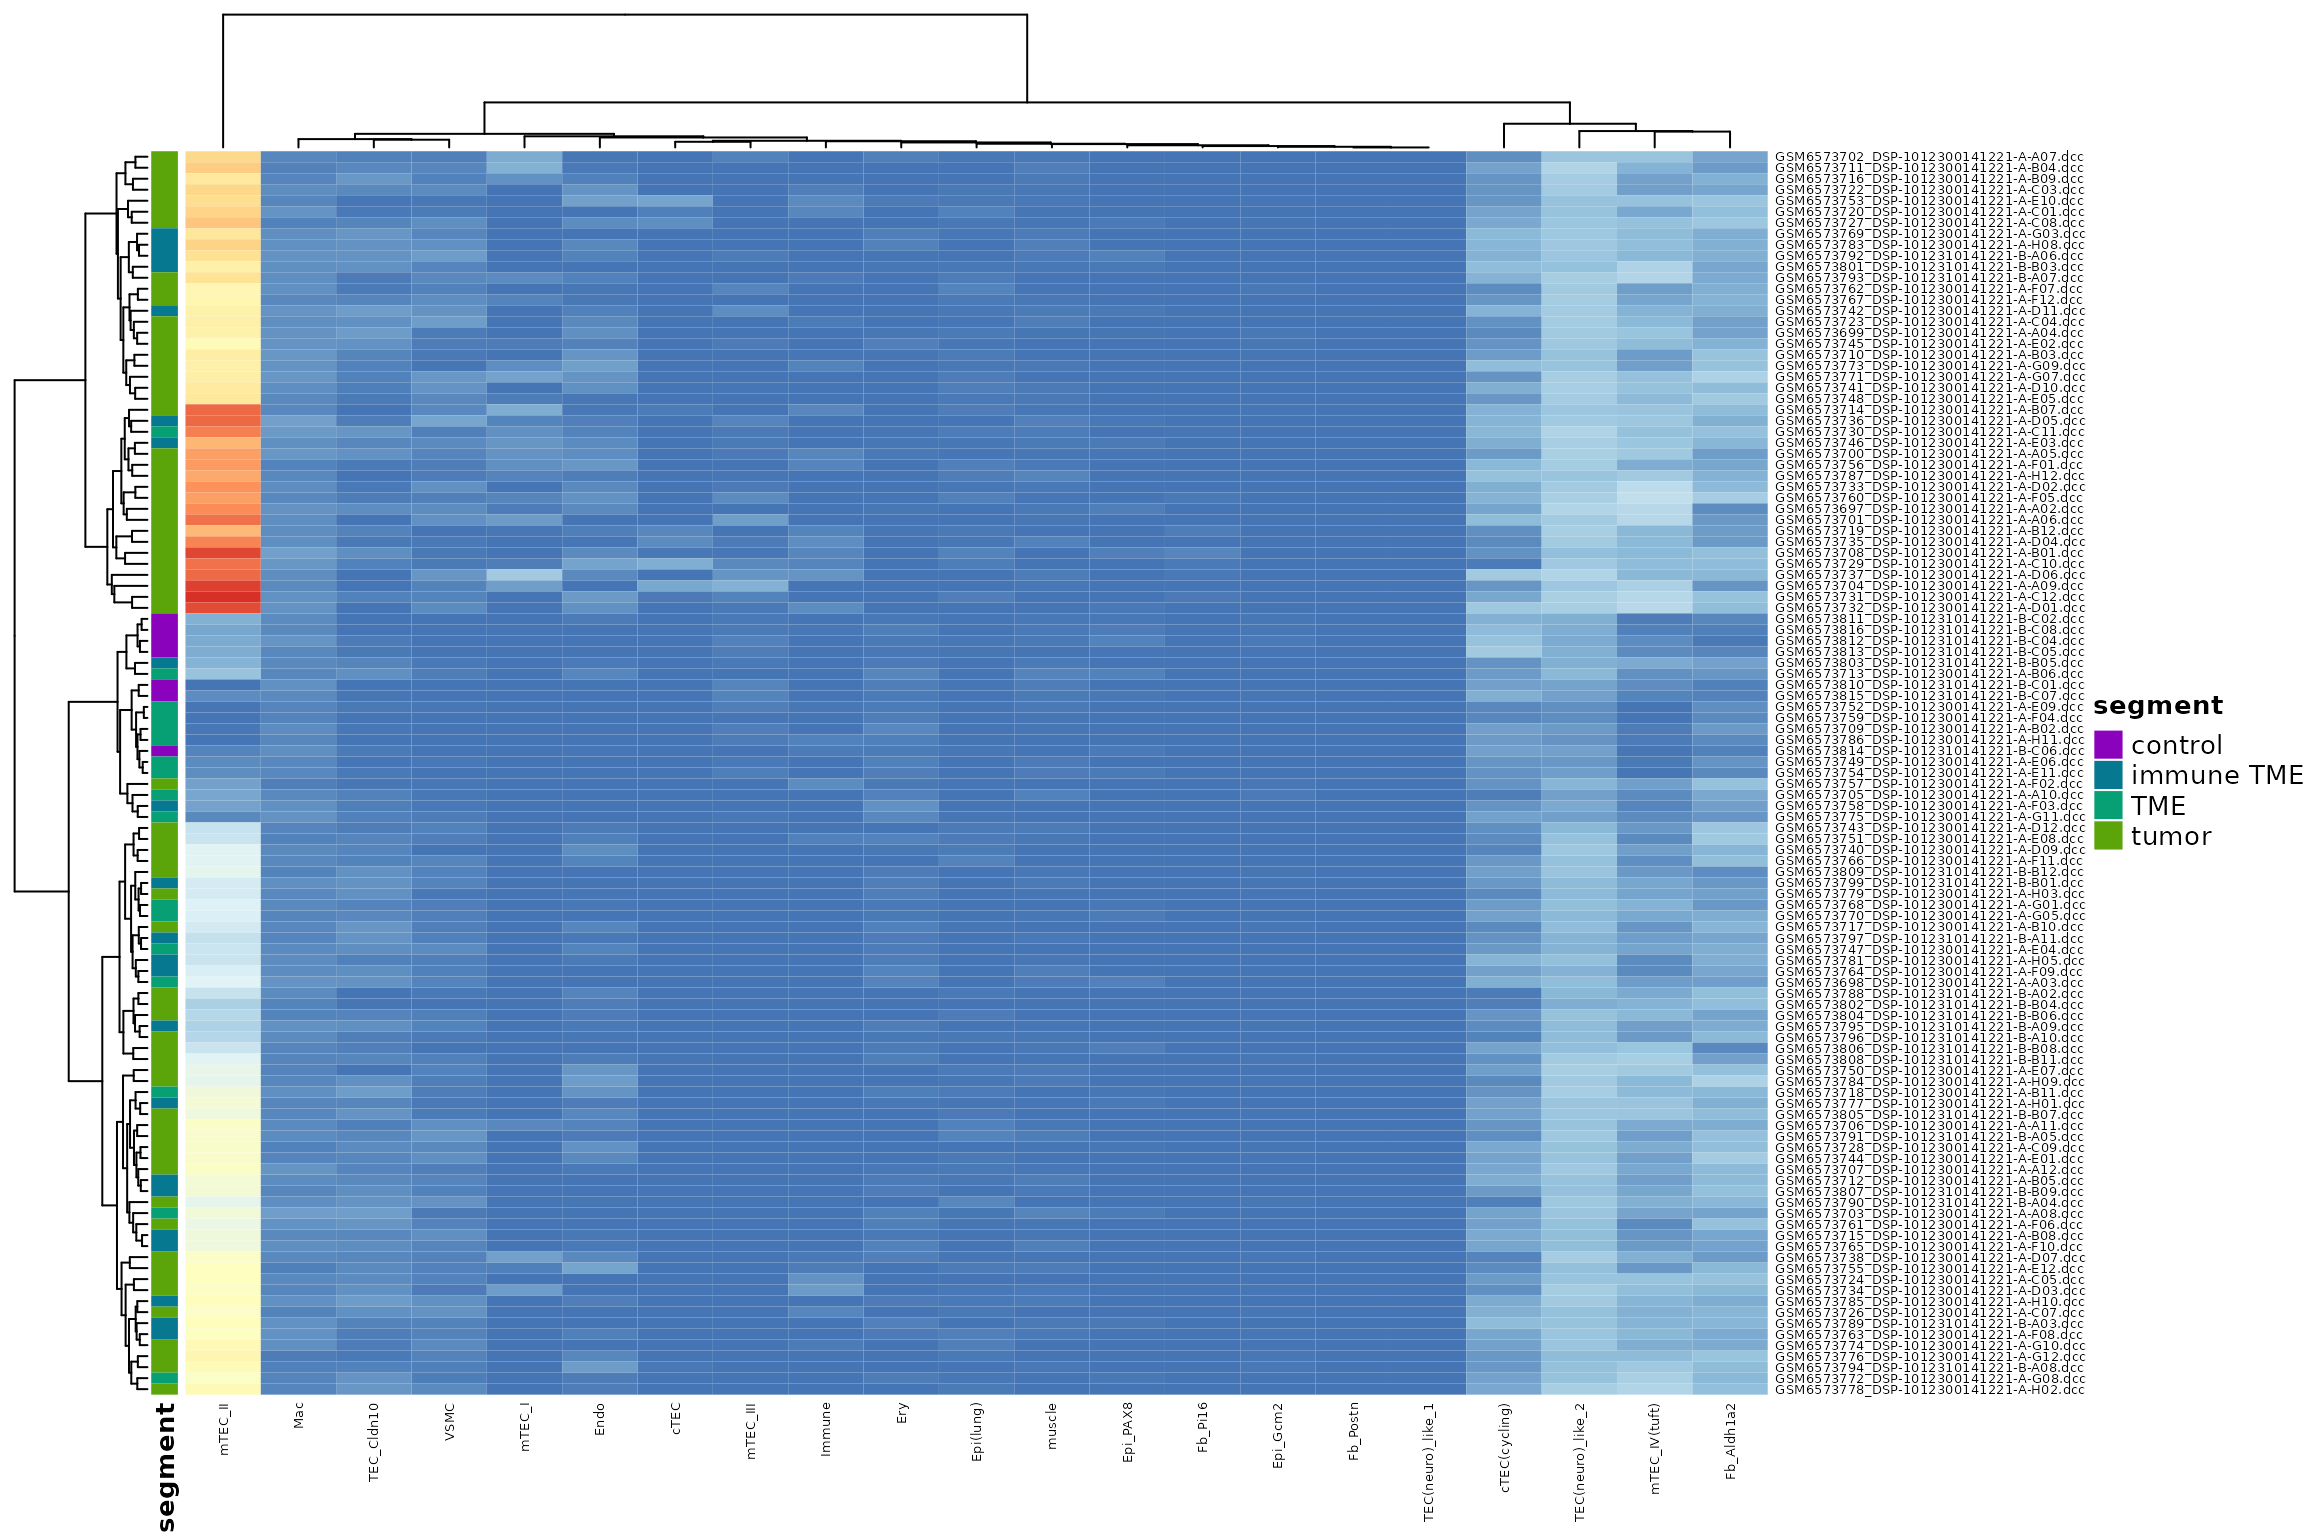 GSM6573702_DSP-1012300141221-A-A07.dcc
GSM6573711_DSP-1012300141221-A-B04.dcc
GSM6573716_DSP-1012300141221-A-B09.dcc
GSM6573722_DSP-1012300141221-A-C03.dcc
GSM6573753_DSP-1012300141221-A-E10.dcc
GSM6573720_DSP-1012300141221-A-C01.dcc
GSM6573727_DSP-1012300141221-A-C08.dcc
GSM6573769_DSP-1012300141221-A-G03.dcc
GSM6573783_DSP-1012300141221-A-H08.dcc
GSM6573792_DSP-1012310141221-B-A06.dcc
GSM6573801_DSP-1012310141221-B-B03.dcc
GSM6573793_DSP-1012310141221-B-A07.dcc
GSM6573762_DSP-1012300141221-A-F07.dcc
GSM6573767_DSP-1012300141221-A-F12.dcc
GSM6573742_DSP-1012300141221-A-D11.dcc
GSM6573723_DSP-1012300141221-A-C04.dcc
GSM6573699_DSP-1012300141221-A-A04.dcc
GSM6573745_DSP-1012300141221-A-E02.dcc
GSM6573710_DSP-1012300141221-A-B03.dcc
GSM6573773_DSP-1012300141221-A-G09.dcc
GSM6573771_DSP-1012300141221-A-G07.dcc
GSM6573741_DSP-1012300141221-A-D10.dcc
GSM6573748_DSP-1012300141221-A-E05.dcc
GSM6573714_DSP-1012300141221-A-B07.dcc
GSM6573736_DSP-1012300141221-A-D05.dcc
GSM6573730_DSP-1012300141221-A-C11.dcc
GSM6573746_DSP-1012300141221-A-E03.dcc
GSM6573700_DSP-1012300141221-A-A05.dcc
GSM6573756_DSP-1012300141221-A-F01.dcc
GSM6573787_DSP-1012300141221-A-H12.dcc
GSM6573733_DSP-1012300141221-A-D02.dcc
GSM6573760_DSP-1012300141221-A-F05.dcc
GSM6573697_DSP-1012300141221-A-A02.dcc
GSM6573701_DSP-1012300141221-A-A06.dcc
GSM6573719_DSP-1012300141221-A-B12.dcc
GSM6573735_DSP-1012300141221-A-D04.dcc
GSM6573708_DSP-1012300141221-A-B01.dcc
GSM6573729_DSP-1012300141221-A-C10.dcc
GSM6573737_DSP-1012300141221-A-D06.dcc
GSM6573704_DSP-1012300141221-A-A09.dcc
GSM6573731_DSP-1012300141221-A-C12.dcc
GSM6573732_DSP-1012300141221-A-D01.dcc
GSM6573811_DSP-1012310141221-B-C02.dcc
GSM6573816_DSP-1012310141221-B-C08.dcc
GSM6573812_DSP-1012310141221-B-C04.dcc
GSM6573813_DSP-1012310141221-B-C05.dcc
GSM6573803_DSP-1012310141221-B-B05.dcc
GSM6573713_DSP-1012300141221-A-B06.dcc
GSM6573810_DSP-1012310141221-B-C01.dcc
GSM6573815_DSP-1012310141221-B-C07.dcc
GSM6573752_DSP-1012300141221-A-E09.dcc
GSM6573759_DSP-1012300141221-A-F04.dcc
GSM6573709_DSP-1012300141221-A-B02.dcc
GSM6573786_DSP-1012300141221-A-H11.dcc
GSM6573814_DSP-1012310141221-B-C06.dcc
GSM6573749_DSP-1012300141221-A-E06.dcc
GSM6573754_DSP-1012300141221-A-E11.dcc
GSM6573757_DSP-1012300141221-A-F02.dcc
GSM6573705_DSP-1012300141221-A-A10.dcc
GSM6573758_DSP-1012300141221-A-F03.dcc
GSM6573775_DSP-1012300141221-A-G11.dcc
GSM6573743_DSP-1012300141221-A-D12.dcc
GSM6573751_DSP-1012300141221-A-E08.dcc
GSM6573740_DSP-1012300141221-A-D09.dcc
GSM6573766_DSP-1012300141221-A-F11.dcc
GSM6573809_DSP-1012310141221-B-B12.dcc
GSM6573799_DSP-1012310141221-B-B01.dcc
GSM6573779_DSP-1012300141221-A-H03.dcc
GSM6573768_DSP-1012300141221-A-G01.dcc
GSM6573770_DSP-1012300141221-A-G05.dcc
GSM6573717_DSP-1012300141221-A-B10.dcc
GSM6573797_DSP-1012310141221-B-A11.dcc
GSM6573747_DSP-1012300141221-A-E04.dcc
GSM6573781_DSP-1012300141221-A-H05.dcc
GSM6573764_DSP-1012300141221-A-F09.dcc
GSM6573698_DSP-1012300141221-A-A03.dcc
GSM6573788_DSP-1012310141221-B-A02.dcc
GSM6573802_DSP-1012310141221-B-B04.dcc
GSM6573804_DSP-1012310141221-B-B06.dcc
GSM6573795_DSP-1012310141221-B-A09.dcc
GSM6573796_DSP-1012310141221-B-A10.dcc
GSM6573806_DSP-1012310141221-B-B08.dcc
GSM6573808_DSP-1012310141221-B-B11.dcc
GSM6573750_DSP-1012300141221-A-E07.dcc
GSM6573784_DSP-1012300141221-A-H09.dcc
GSM6573718_DSP-1012300141221-A-B11.dcc
GSM6573777_DSP-1012300141221-A-H01.dcc
GSM6573805_DSP-1012310141221-B-B07.dcc
GSM6573706_DSP-1012300141221-A-A11.dcc
GSM6573791_DSP-1012310141221-B-A05.dcc
GSM6573728_DSP-1012300141221-A-C09.dcc
GSM6573744_DSP-1012300141221-A-E01.dcc
GSM6573707_DSP-1012300141221-A-A12.dcc
GSM6573712_DSP-1012300141221-A-B05.dcc
GSM6573807_DSP-1012310141221-B-B09.dcc
GSM6573790_DSP-1012310141221-B-A04.dcc
GSM6573703_DSP-1012300141221-A-A08.dcc
GSM6573761_DSP-1012300141221-A-F06.dcc
GSM6573715_DSP-1012300141221-A-B08.dcc
GSM6573765_DSP-1012300141221-A-F10.dcc
GSM6573738_DSP-1012300141221-A-D07.dcc
GSM6573755_DSP-1012300141221-A-E12.dcc
GSM6573724_DSP-1012300141221-A-C05.dcc
GSM6573734_DSP-1012300141221-A-D03.dcc
GSM6573785_DSP-1012300141221-A-H10.dcc
GSM6573726_DSP-1012300141221-A-C07.dcc
GSM6573789_DSP-1012310141221-B-A03.dcc
GSM6573763_DSP-1012300141221-A-F08.dcc
GSM6573774_DSP-1012300141221-A-G10.dcc
GSM6573776_DSP-1012300141221-A-G12.dcc
GSM6573794_DSP-1012310141221-B-A08.dcc
GSM6573772_DSP-1012300141221-A-G08.dcc
GSM6573778_DSP-1012300141221-A-H02.dcc
segment
control
immune TME
TME
tumor
segment
mTEC_II
Mac
TEC_Cldn10
VSMC
mTEC_I
Endo
cTEC
mTEC_III
Immune
Ery
Epi(lung)
muscle
Epi_PAX8
Fb_Pi16
Epi_Gcm2
Fb_Postn
TEC(neuro)_like_1
cTEC(cycling)
TEC(neuro)_like_2
mTEC_IV(tuft)
Fb_Aldh1a2